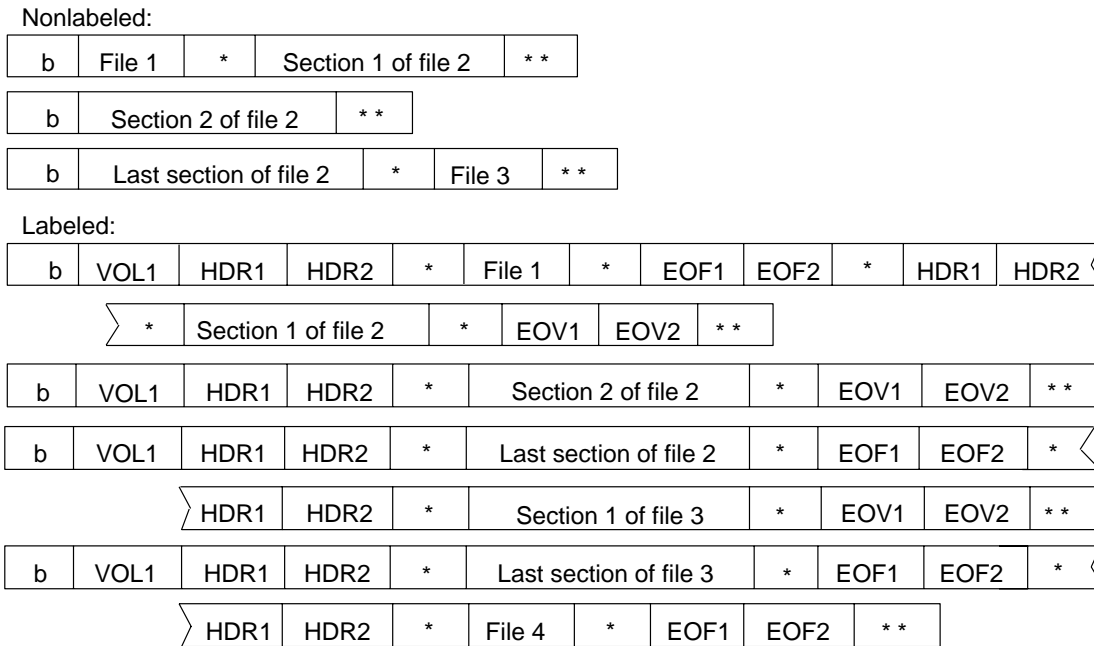 Nonlabeled:
b File 1 * Section 1 of file 2 * *
b Section 2 of file 2 * *
b Last section of file 2 * File 3 * *
Labeled:
b VOL1 HDR1 HDR2 * File 1 * EOF1 EOF2 * HDR1 HDR2
* Section 1 of file 2 * EOV1 EOV2 * *
b VOL1 HDR1 HDR2 * Section 2 of file 2 * EOV1 EOV2 * *
b VOL1 HDR1 HDR2 * Last section of file 2 * EOF1 EOF2 *
HDR1 HDR2 * Section 1 of file 3 * EOV1 EOV2 * *
b VOL1 HDR1 HDR2 * Last section of file 3 * EOF1 EOF2 *
HDR1 HDR2 * File 4 * EOF1 EOF2 * *